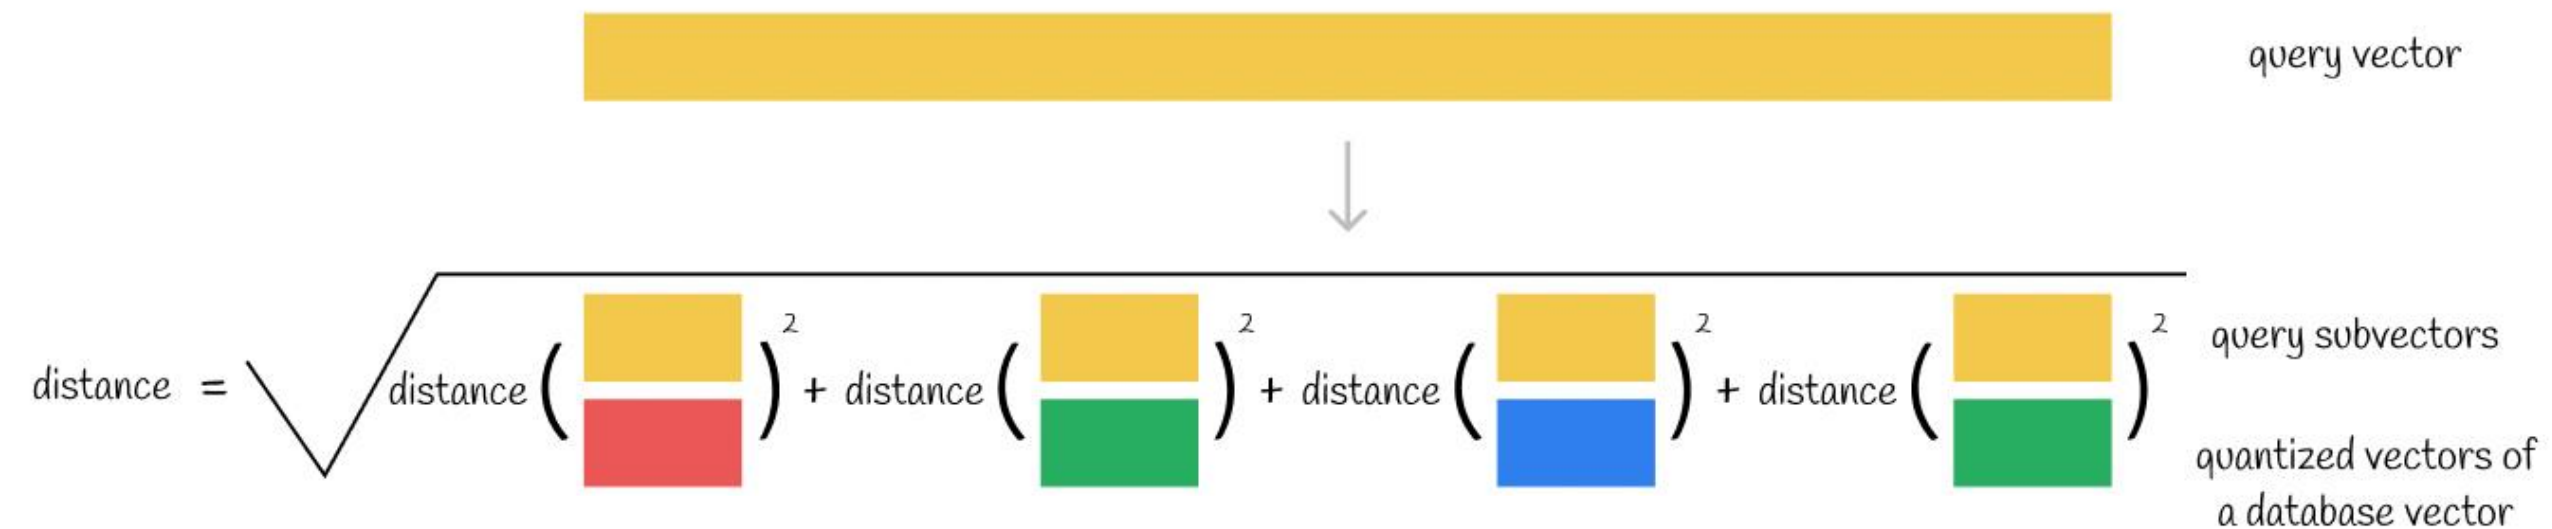 query vector
distance = √ distance ( )² + distance ( )² + distance ( )² + distance ( )²
query subvectors
quantized vectors of
a database vector